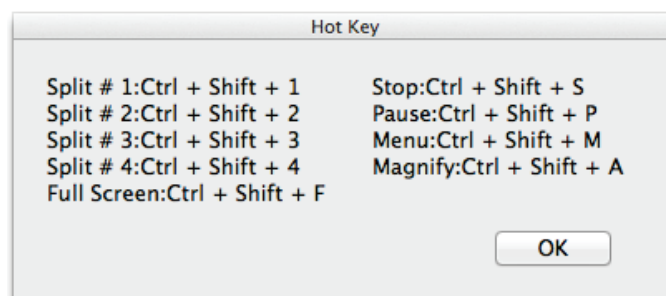 Hot Key
Split # 1:Ctrl + Shift + 1
Split # 2:Ctrl + Shift + 2
Split # 3:Ctrl + Shift + 3
Split # 4:Ctrl + Shift + 4
Full Screen:Ctrl + Shift + F
Stop:Ctrl + Shift + S
Pause:Ctrl + Shift + P
Menu:Ctrl + Shift + M
Magnify:Ctrl + Shift + A
OK